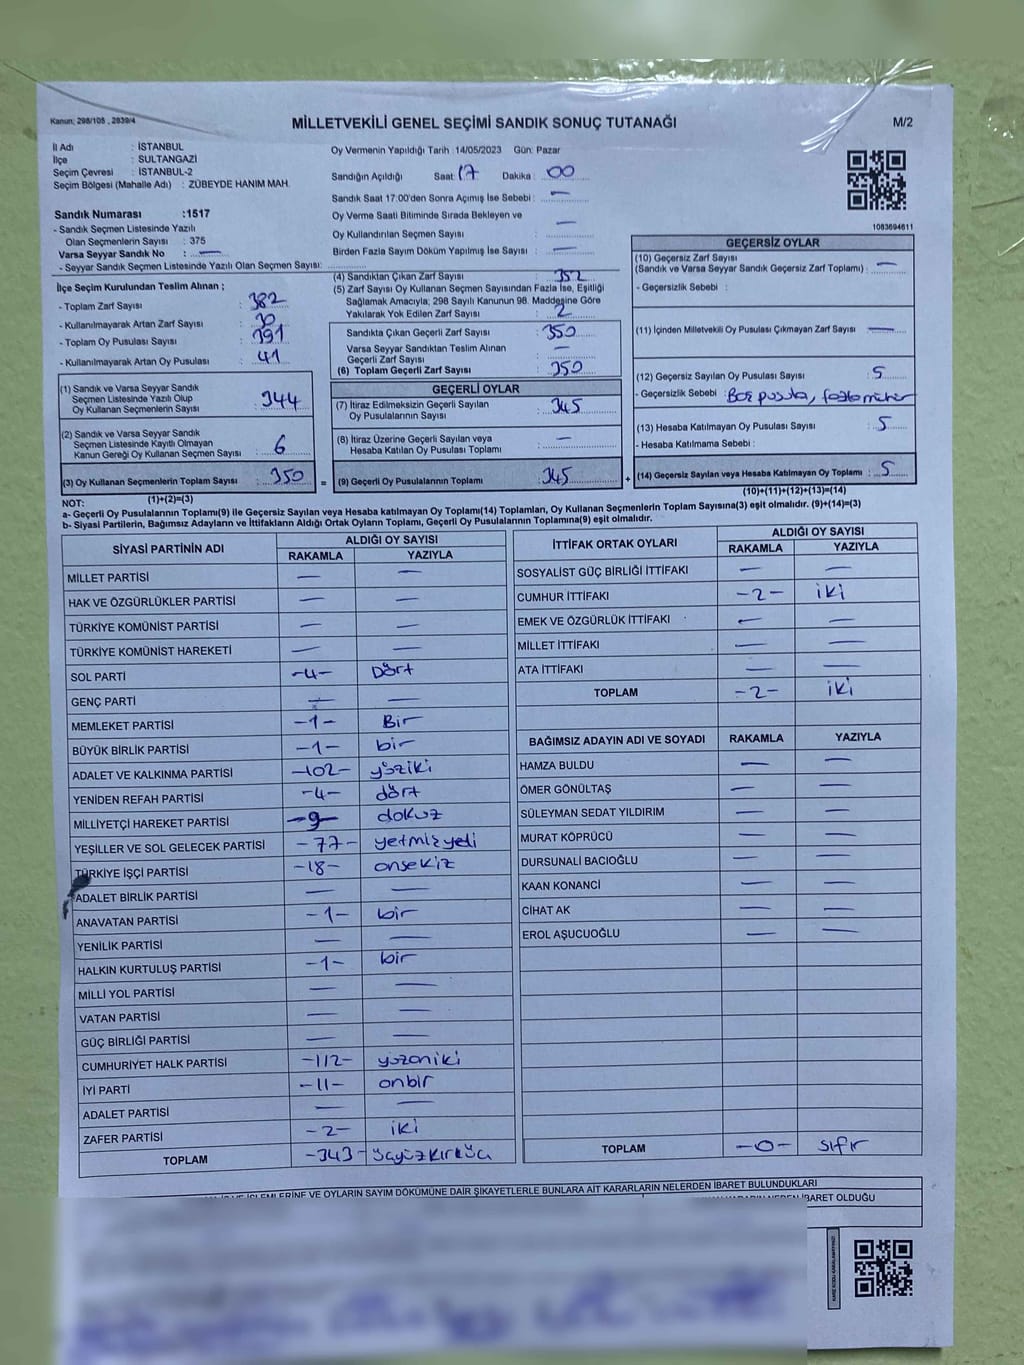 Kanun: 298/105 , 2839/4
MİLLETVEKİLİ GENEL SEÇİMİ SANDIK SONUÇ TUTANAĞI
M/2
İl Adı : İSTANBUL
İlçe : SULTANGAZİ
Seçim Çevresi : İSTANBUL-2
Seçim Bölgesi (Mahalle Adı) : ZÜBEYDE HANIM MAH.
Sandık Numarası :1517
- Sandık Seçmen Listesinde Yazılı
Olan Seçmenlerin Sayısı : 375
Varsa Seyyar Sandık No : —
- Seyyar Sandık Seçmen Listesinde Yazılı Olan Seçmen Sayısı:
Oy Vermenin Yapıldığı Tarih :14/05/2023 Gün: Pazar
Sandığın Açıldığı Saat 17 Dakika : 00
Sandık Saat 17:00'den Sonra Açımış İse Sebebi : —
Oy Verme Saati Bitiminde Sırada Bekleyen ve
Oy Kullandırılan Seçmen Sayısı : —
Birden Fazla Sayım Döküm Yapılmış İse Sayısı : —
1083694611
İlçe Seçim Kurulundan Teslim Alınan ;
- Toplam Zarf Sayısı : 382
- Kullanılmayarak Artan Zarf Sayısı : 30
- Toplam Oy Pusulası Sayısı : 391
- Kullanılmayarak Artan Oy Pusulası : 41
(4) Sandıktan Çıkan Zarf Sayısı : 352
(5) Zarf Sayısı Oy Kullanan Seçmen Sayısından Fazla İse, Eşitliği
Sağlamak Amacıyla; 298 Sayılı Kanunun 98. Maddesine Göre
Yakılarak Yok Edilen Zarf Sayısı : 2
Sandıkta Çıkan Geçerli Zarf Sayısı : 350
Varsa Seyyar Sandıktan Teslim Alınan
Geçerli Zarf Sayısı : —
(6) Toplam Geçerli Zarf Sayısı : 350
GEÇERSİZ OYLAR
(10) Geçersiz Zarf Sayısı
(Sandık ve Varsa Seyyar Sandık Geçersiz Zarf Toplamı) : —
- Geçersizlik Sebebi :
(11) İçinden Milletvekili Oy Pusulası Çıkmayan Zarf Sayısı : —
(12) Geçersiz Sayılan Oy Pusulası Sayısı : 5
- Geçersizlik Sebebi : Boş pusula, fazla mühür
(13) Hesaba Katılmayan Oy Pusulası Sayısı : 5
- Hesaba Katılmama Sebebi :
(14) Geçersiz Sayılan veya Hesaba Katılmayan Oy Toplamı : 5
(10)+(11)+(12)+(13)=(14)
(1) Sandık ve Varsa Seyyar Sandık
Seçmen Listesinde Yazılı Olup
Oy Kullanan Seçmenlerin Sayısı : 344
(2) Sandık ve Varsa Seyyar Sandık
Seçmen Listesinde Kayıtlı Olmayan
Kanun Gereği Oy Kullanan Seçmen Sayısı : 6
(3) Oy Kullanan Seçmenlerin Toplam Sayısı : 350 =
(1)+(2)=(3)
GEÇERLİ OYLAR
(7) İtiraz Edilmeksizin Geçerli Sayılan
Oy Pusulalarının Sayısı : 345
(8) İtiraz Üzerine Geçerli Sayılan veya
Hesaba Katılan Oy Pusulası Toplamı : —
(9) Geçerli Oy Pusulalarının Toplamı : 345 +
NOT:
a- Geçerli Oy Pusulalarının Toplamı(9) ile Geçersiz Sayılan veya Hesaba katılmayan Oy Toplamı(14) Toplamları, Oy Kullanan Seçmenlerin Toplam Sayısına(3) eşit olmalıdır. (9)+(14)=(3)
b- Siyasi Partilerin, Bağımsız Adayların ve İttifakların Aldığı Ortak Oyların Toplamı, Geçerli Oy Pusulalarının Toplamına(9) eşit olmalıdır.
SİYASİ PARTİNİN ADI ALDIĞI OY SAYISI
RAKAMLA YAZIYLA
MİLLET PARTİSİ — —
HAK VE ÖZGÜRLÜKLER PARTİSİ — —
TÜRKİYE KOMÜNİST PARTİSİ — —
TÜRKİYE KOMÜNİST HAREKETİ — —
SOL PARTİ -4- Dört
GENÇ PARTİ — —
MEMLEKET PARTİSİ -1- Bir
BÜYÜK BİRLİK PARTİSİ -1- bir
ADALET VE KALKINMA PARTİSİ -102- yüziki
YENİDEN REFAH PARTİSİ -4- dört
MİLLİYETÇİ HAREKET PARTİSİ -9- dokuz
YEŞİLLER VE SOL GELECEK PARTİSİ -77- yetmişyedi
TÜRKİYE İŞÇİ PARTİSİ -18- onsekiz
ADALET BİRLİK PARTİSİ — —
ANAVATAN PARTİSİ -1- bir
YENİLİK PARTİSİ — —
HALKIN KURTULUŞ PARTİSİ -1- bir
MİLLİ YOL PARTİSİ — —
VATAN PARTİSİ — —
GÜÇ BİRLİĞİ PARTİSİ — —
CUMHURİYET HALK PARTİSİ -112- yüzoniki
İYİ PARTİ -11- onbir
ADALET PARTİSİ — —
ZAFER PARTİSİ -2- iki
TOPLAM -343- üçyüzkırküç
İTTİFAK ORTAK OYLARI ALDIĞI OY SAYISI
RAKAMLA YAZIYLA
SOSYALİST GÜÇ BİRLİĞİ İTTİFAKI — —
CUMHUR İTTİFAKI -2- iki
EMEK VE ÖZGÜRLÜK İTTİFAKI — —
MİLLET İTTİFAKI — —
ATA İTTİFAKI — —
TOPLAM -2- iki
BAĞIMSIZ ADAYIN ADI VE SOYADI RAKAMLA YAZIYLA
HAMZA BULDU — —
ÖMER GÖNÜLTAŞ — —
SÜLEYMAN SEDAT YILDIRIM — —
MURAT KÖPRÜCÜ — —
DURSUNALİ BACIOĞLU — —
KAAN KONANCİ — —
CİHAT AK — —
EROL AŞUCUOĞLU — —
TOPLAM -0- sıfır
İŞLEMLERİNE VE OYLARIN SAYIM DÖKÜMÜNE DAİR ŞİKAYETLERLE BUNLARA AİT KARARLARIN NELERDEN İBARET BULUNDUKLARI
KARARIN NEDEN İBARET OLDUĞU